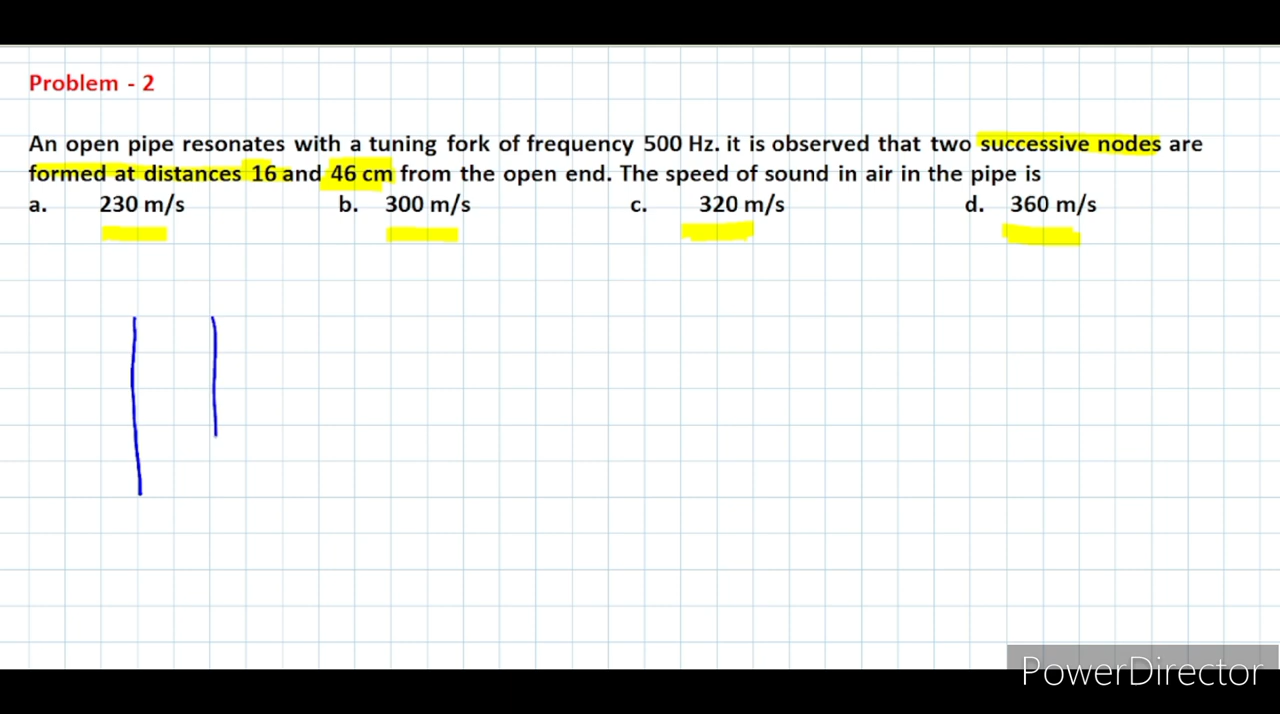 Problem - 2
An open pipe resonates with a tuning fork of frequency 500 Hz. it is observed that two successive nodes are
formed at distances 16 and 46 cm from the open end. The speed of sound in air in the pipe is
a. 230 m/s b. 300 m/s c. 320 m/s d. 360 m/s
PowerDirector